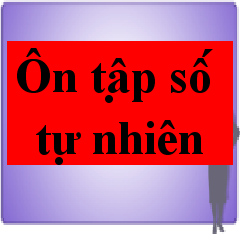 Ôn tập số
tự nhiên